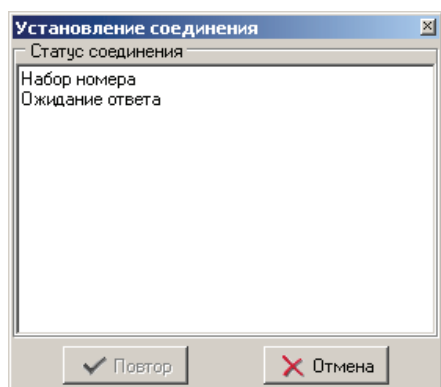 Установление соединения
Статус соединения
Набор номера
Ожидание ответа
Повтор
Отмена